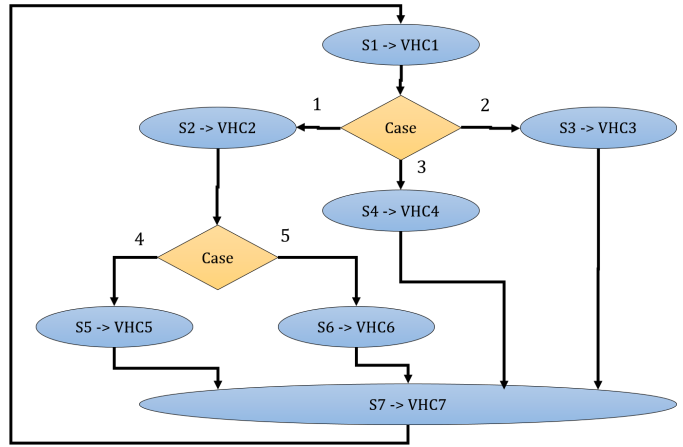 S1 -> VHC1
1
2
S2 -> VHC2
Case
S3 -> VHC3
3
S4 -> VHC4
4
5
Case
S5 -> VHC5
S6 -> VHC6
S7 -> VHC7